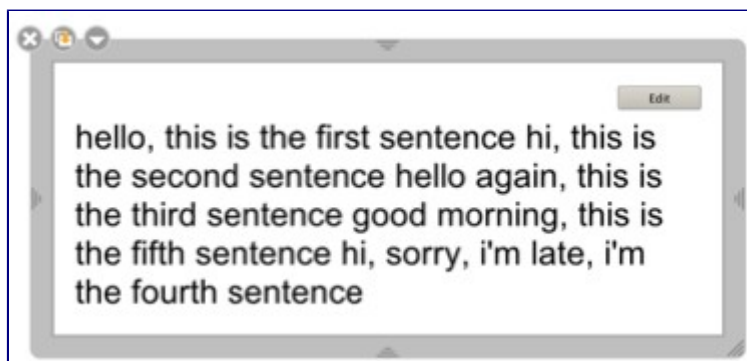 Edit
hello, this is the first sentence hi, this is
the second sentence hello again, this is
the third sentence good morning, this is
the fifth sentence hi, sorry, i'm late, i'm
the fourth sentence